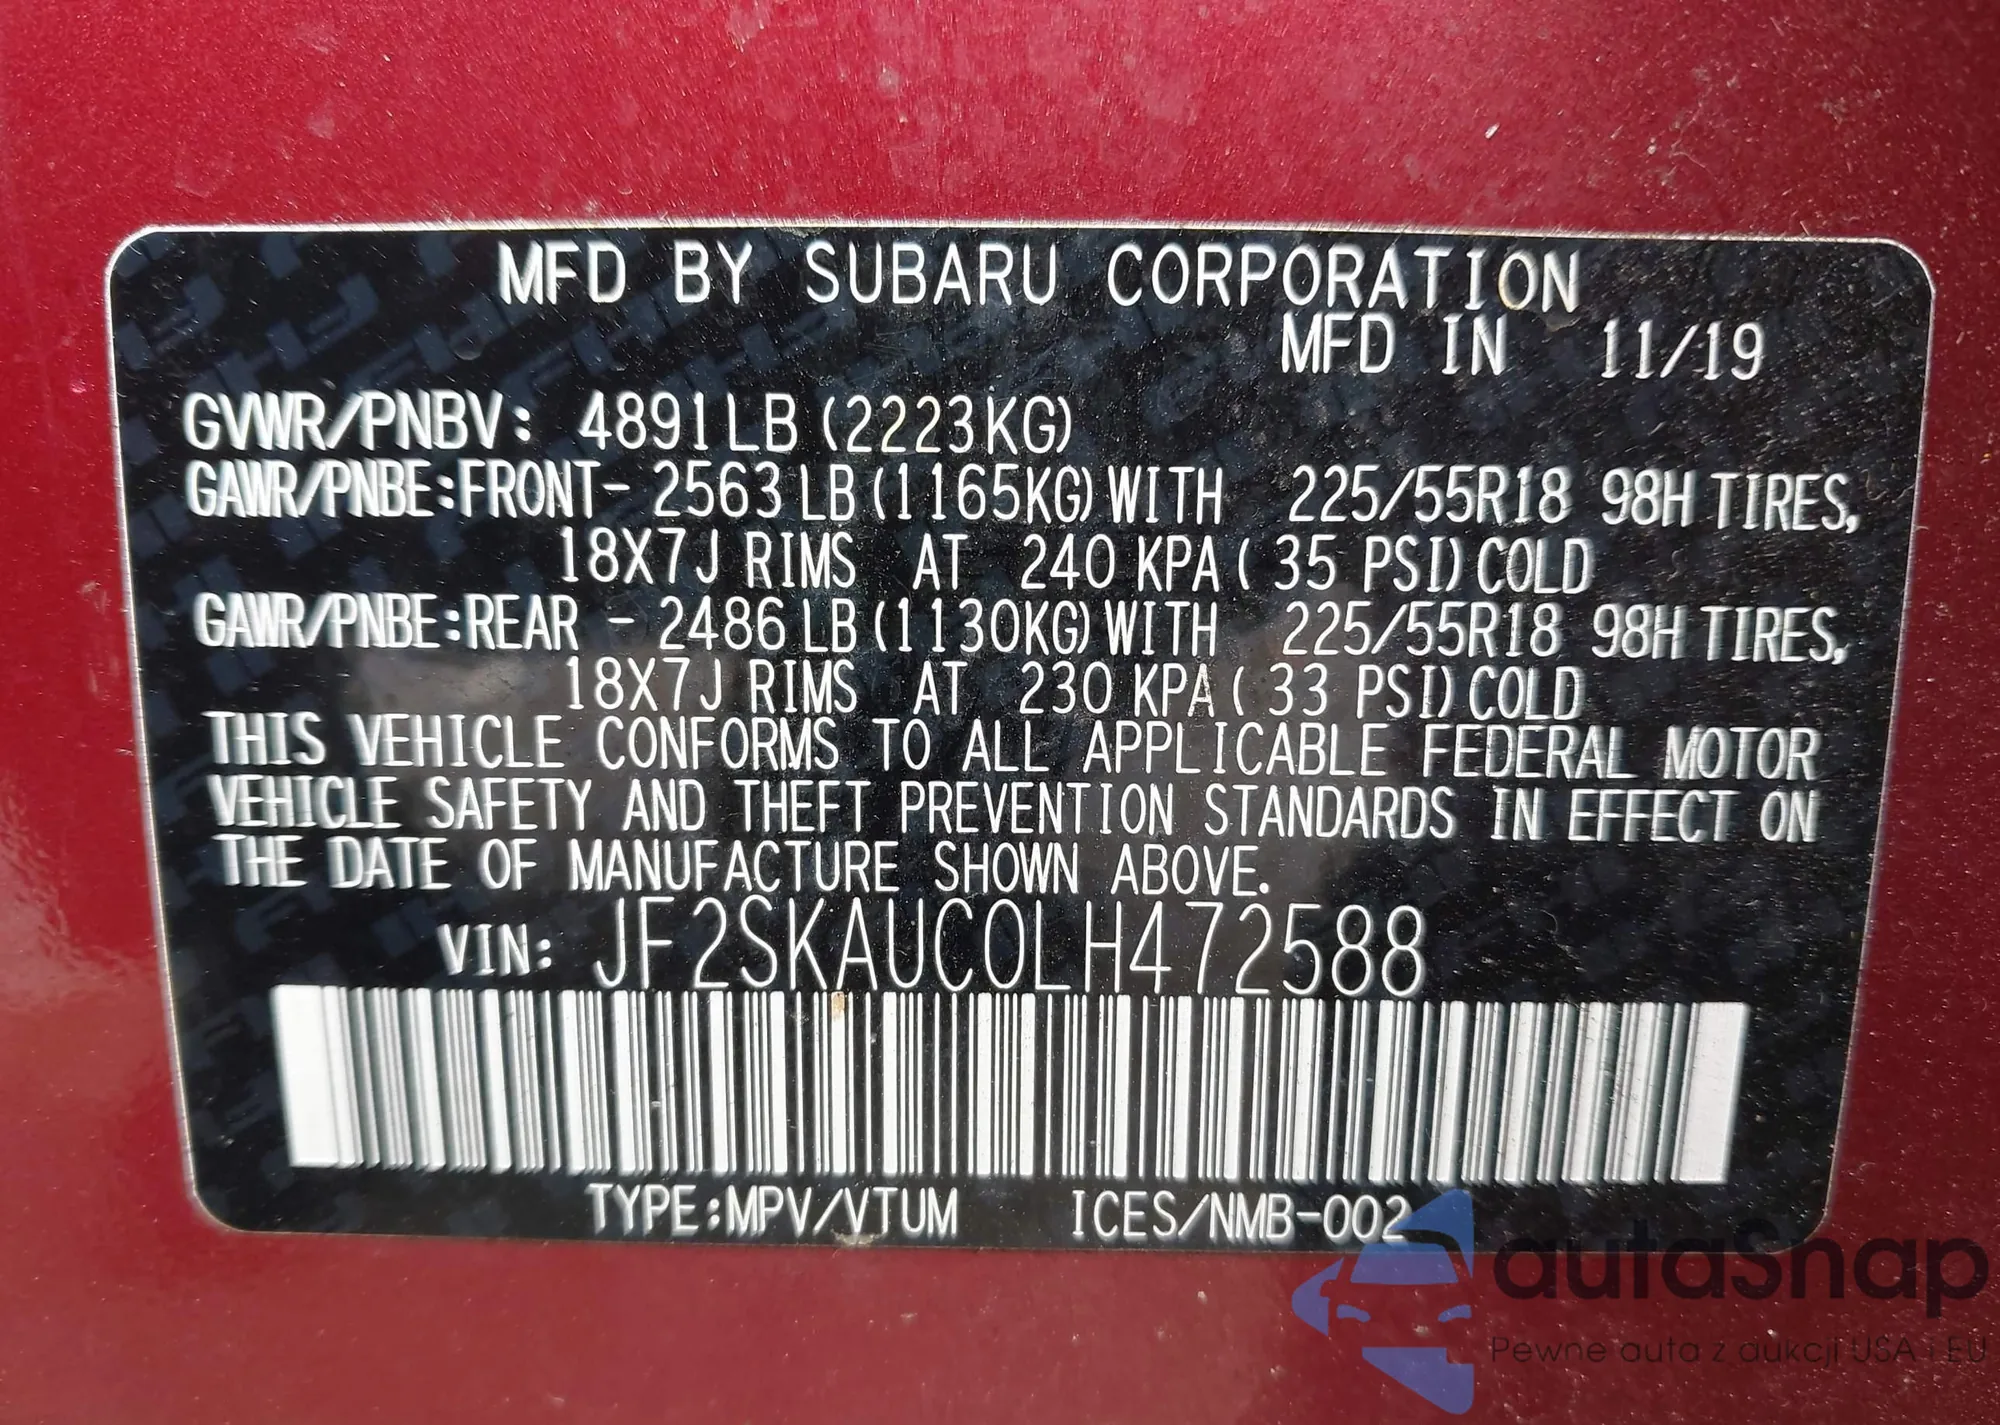 MFD BY SUBARU CORPORATION
MFD IN 11/19
GVWR/PNBV: 4891LB (2223KG)
GAWR/PNBE:FRONT- 2563LB(1165KG)WITH 225/55R18 98H TIRES,
18X7J RIMS AT 240 KPA( 35 PSI)COLD
GAWR/PNBE:REAR - 2486LB(1130KG)WITH 225/55R18 98H TIRES,
18X7J RIMS AT 230 KPA( 33 PSI)COLD
THIS VEHICLE CONFORMS TO ALL APPLICABLE FEDERAL MOTOR
VEHICLE SAFETY AND THEFT PREVENTION STANDARDS IN EFFECT ON
THE DATE OF MANUFACTURE SHOWN ABOVE.
VIN: JF2SKAUC0LH472588
TYPE:MPV/VTUM ICES/NMB-002
autaSnap
Pewne auta z aukcji USA i EU